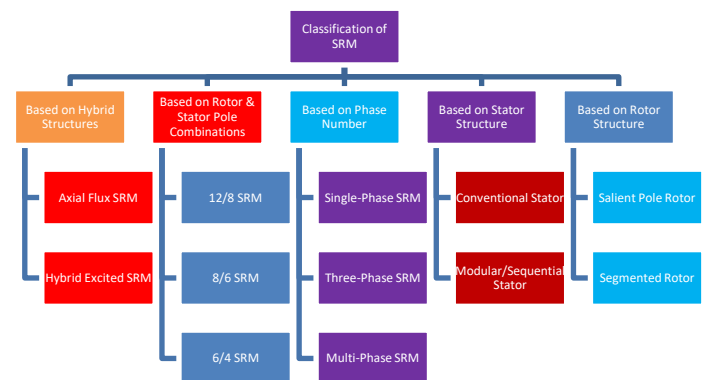 Classification of
SRM
Based on Hybrid
Structures
Based on Rotor &
Stator Pole
Combinations
Based on Phase
Number
Based on Stator
Structure
Based on Rotor
Structure
Axial Flux SRM
Hybrid Excited SRM
12/8 SRM
8/6 SRM
6/4 SRM
Single-Phase SRM
Three-Phase SRM
Multi-Phase SRM
Conventional Stator
Modular/Sequential
Stator
Salient Pole Rotor
Segmented Rotor